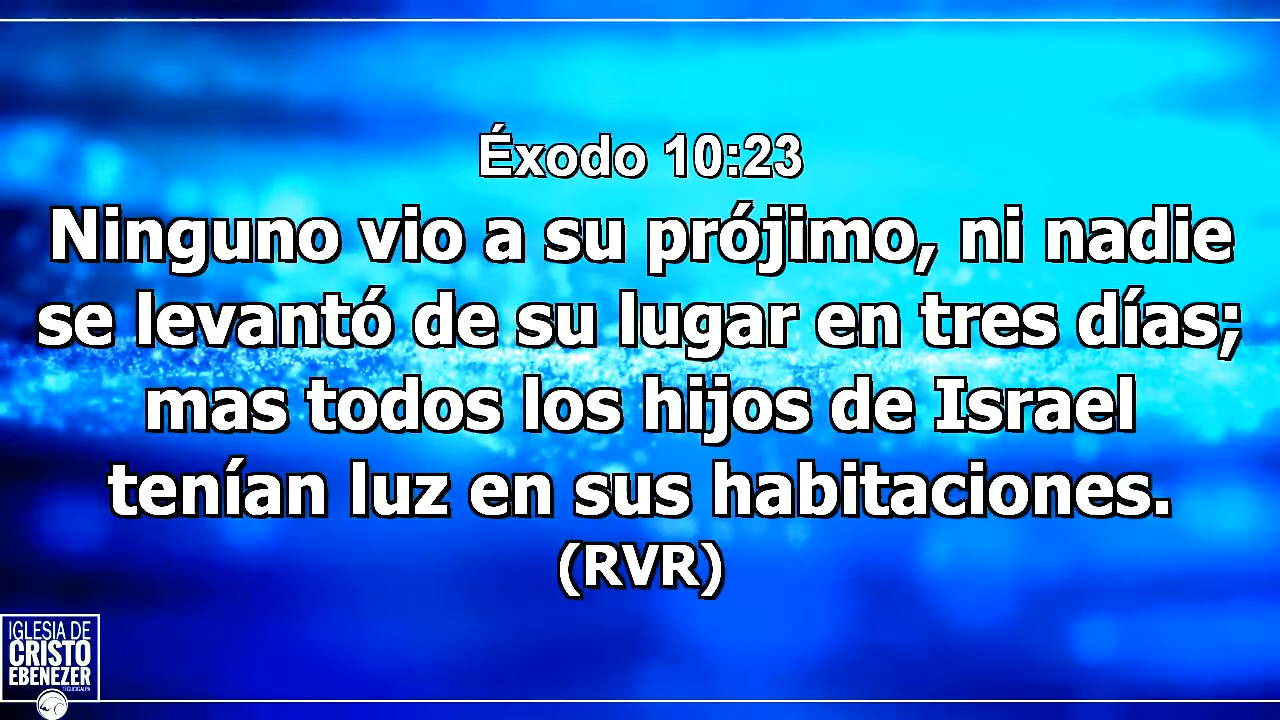 Éxodo 10:23
Ninguno vio a su prójimo, ni nadie
se levantó de su lugar en tres días;
mas todos los hijos de Israel
tenían luz en sus habitaciones.
(RVR)
IGLESIA DE
CRISTO
EBENEZER
TEGUCIGALPA